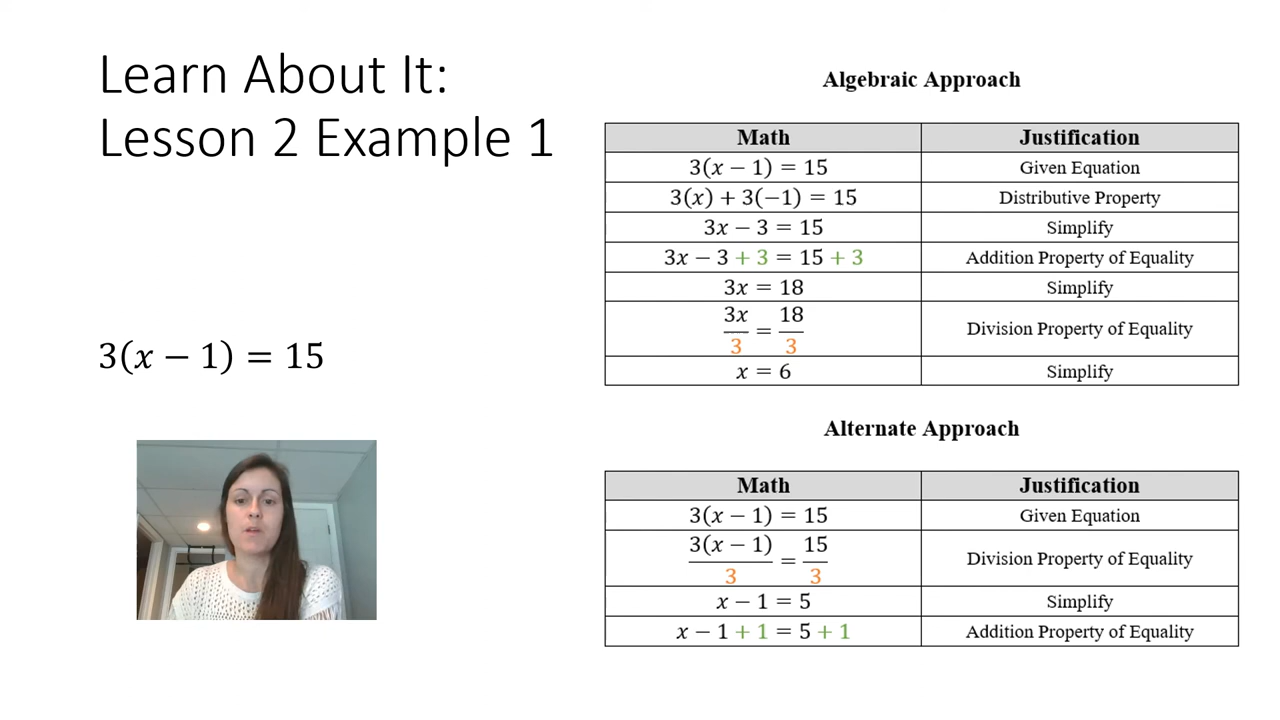 Learn About It:
Lesson 2 Example 1
3(x − 1) = 15
Algebraic Approach
Math Justification
3(x − 1) = 15 Given Equation
3(x) + 3(−1) = 15 Distributive Property
3x − 3 = 15 Simplify
3x − 3 + 3 = 15 + 3 Addition Property of Equality
3x = 18 Simplify
3x/3 = 18/3 Division Property of Equality
x = 6 Simplify
Alternate Approach
Math Justification
3(x − 1) = 15 Given Equation
3(x − 1)/3 = 15/3 Division Property of Equality
x − 1 = 5 Simplify
x − 1 + 1 = 5 + 1 Addition Property of Equality